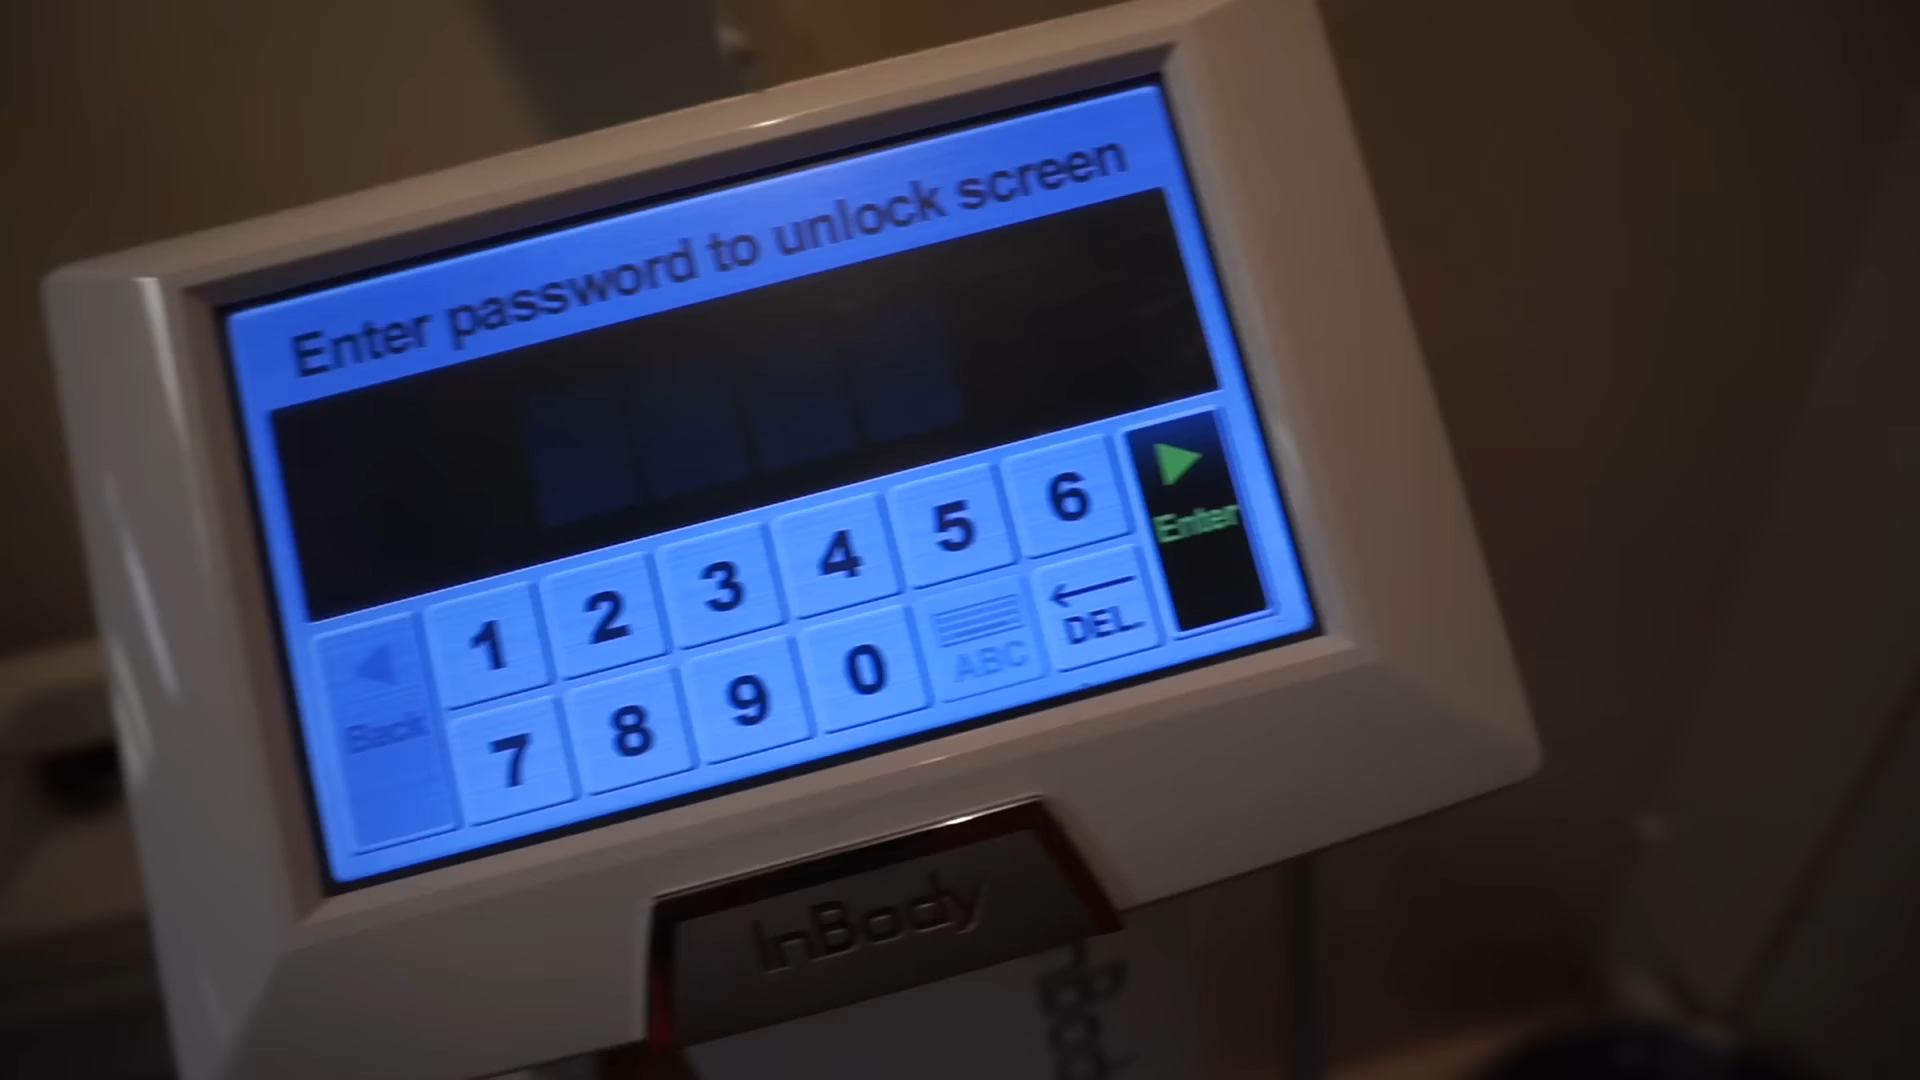 Enter password to unlock screen
1 2 3 4 5 6
Enter
Back
7 8 9 0 ABC DEL
InBody